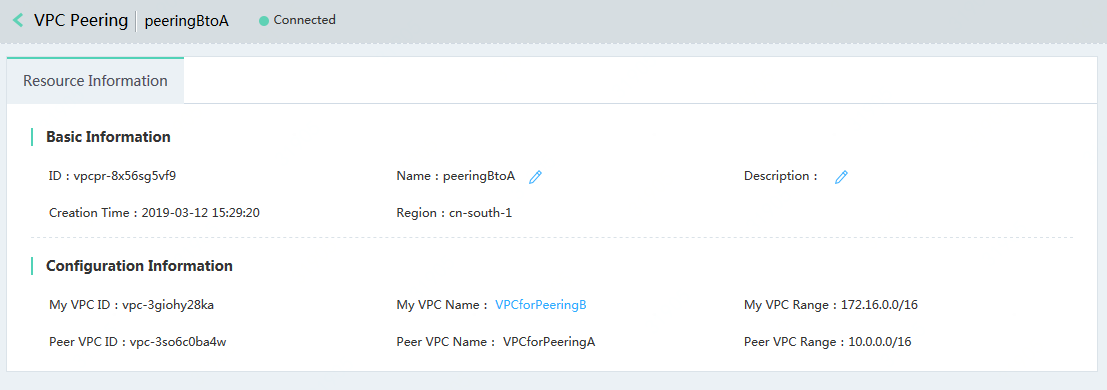 VPC Peering peeringBtoA Connected
Resource Information
Basic Information
ID : vpcpr-8x56sg5vf9 Name : peeringBtoA Description :
Creation Time : 2019-03-12 15:29:20 Region : cn-south-1
Configuration Information
My VPC ID : vpc-3giohy28ka My VPC Name : VPCforPeeringB My VPC Range : 172.16.0.0/16
Peer VPC ID : vpc-3so6c0ba4w Peer VPC Name : VPCforPeeringA Peer VPC Range : 10.0.0.0/16